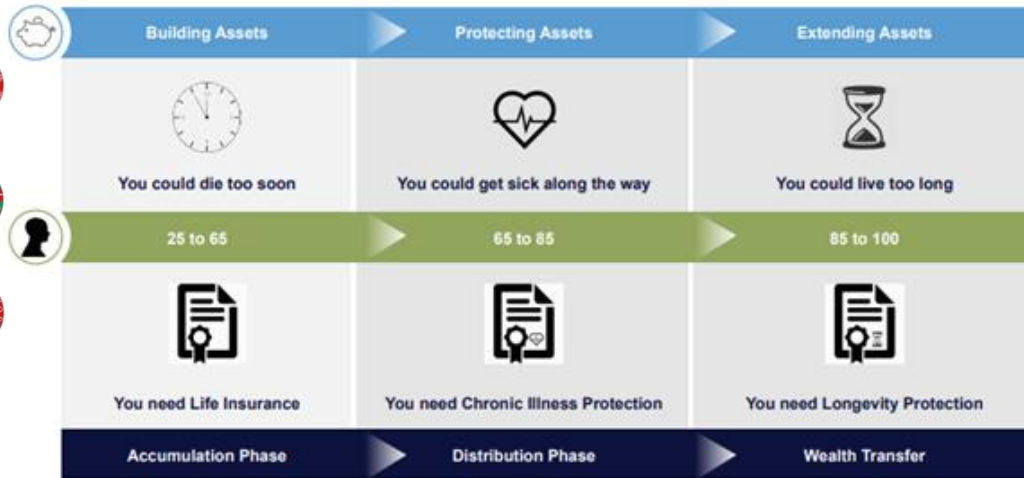 Building Assets
Protecting Assets
Extending Assets
You could die too soon
You could get sick along the way
You could live too long
25 to 65
65 to 85
85 to 100
You need Life Insurance
You need Chronic Illness Protection
You need Longevity Protection
Accumulation Phase
Distribution Phase
Wealth Transfer